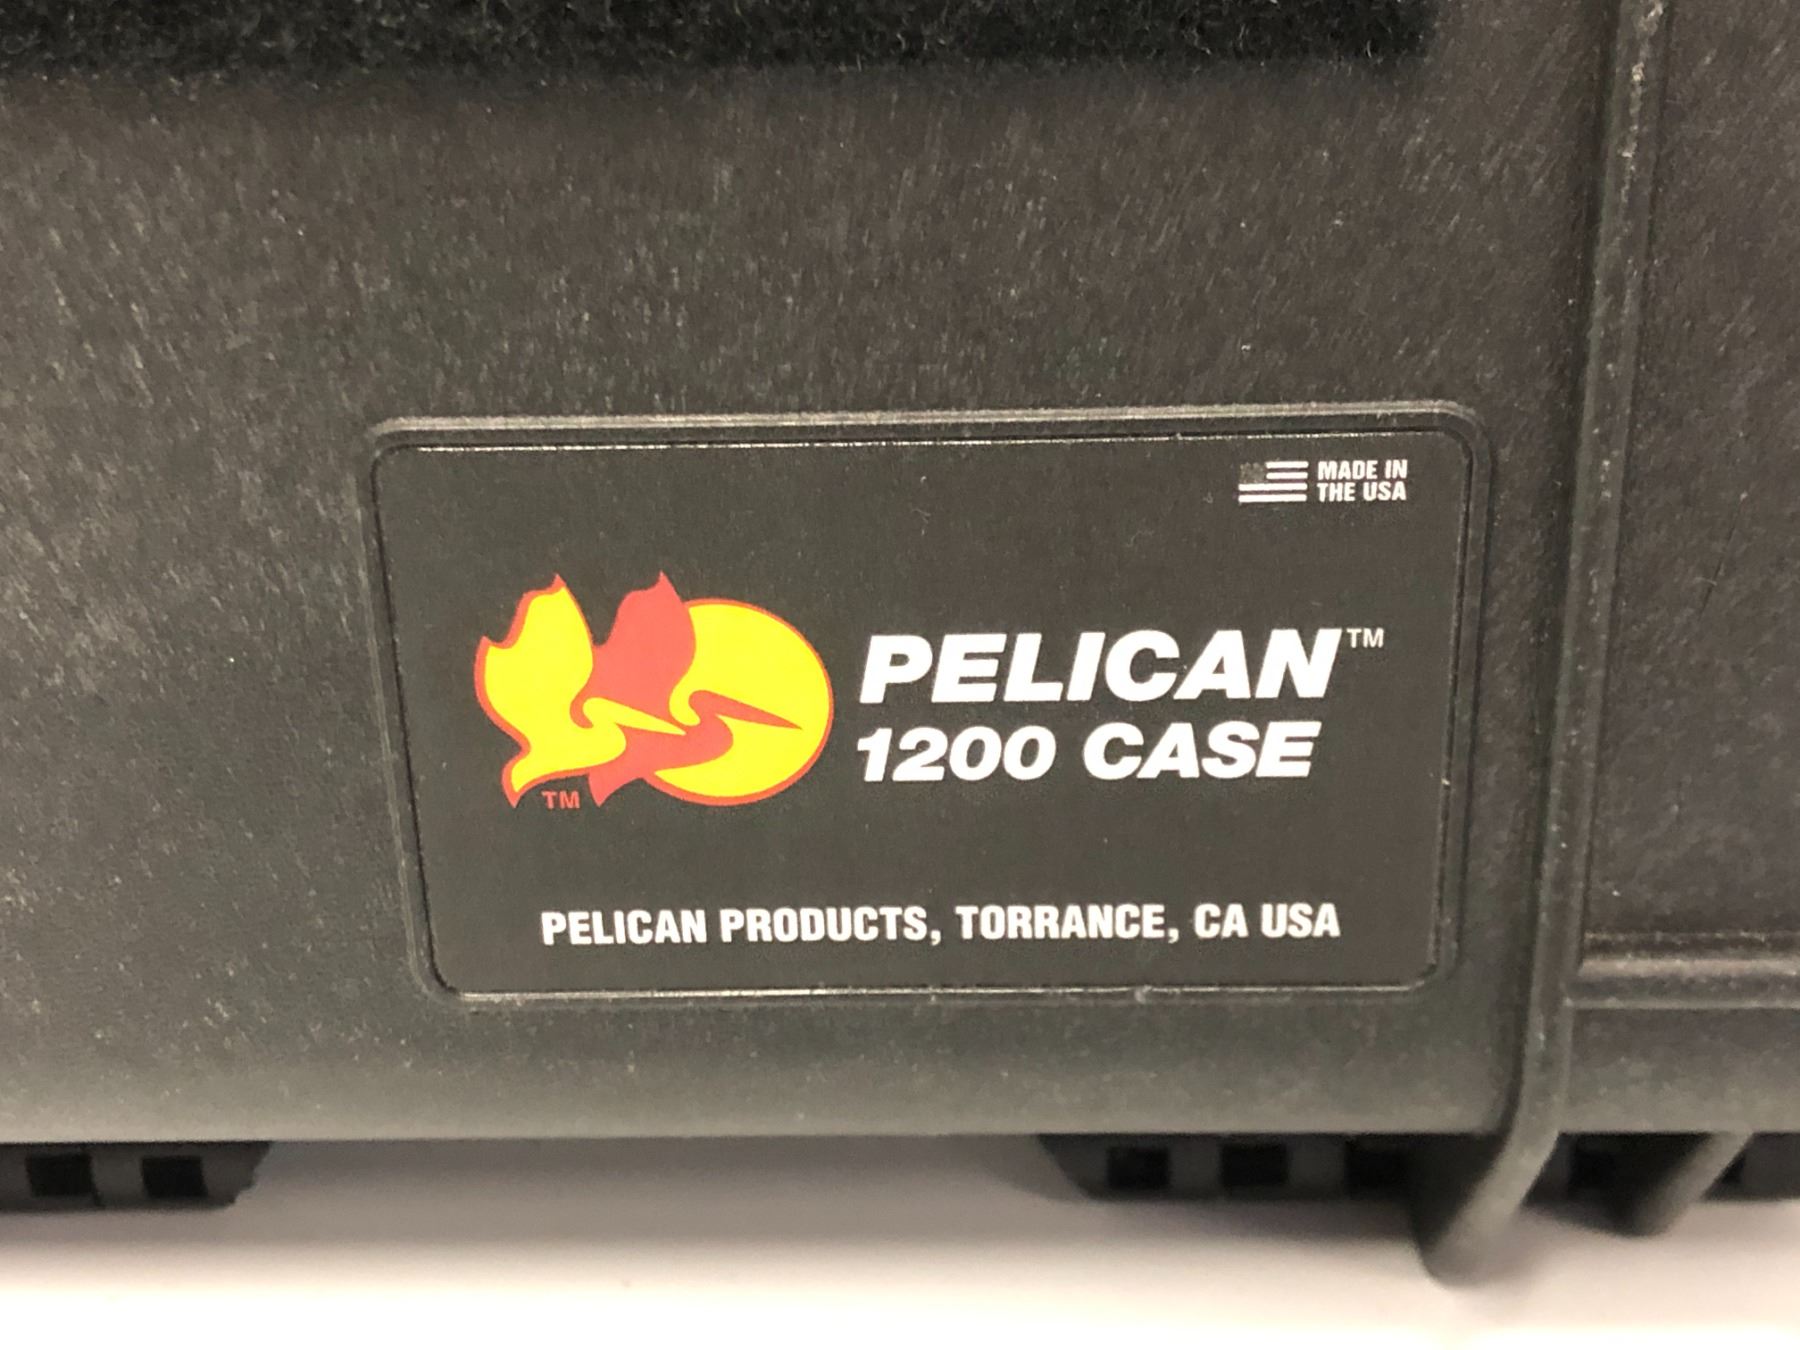 MADE IN
THE USA
PELICAN™
1200 CASE
TM
PELICAN PRODUCTS, TORRANCE, CA USA